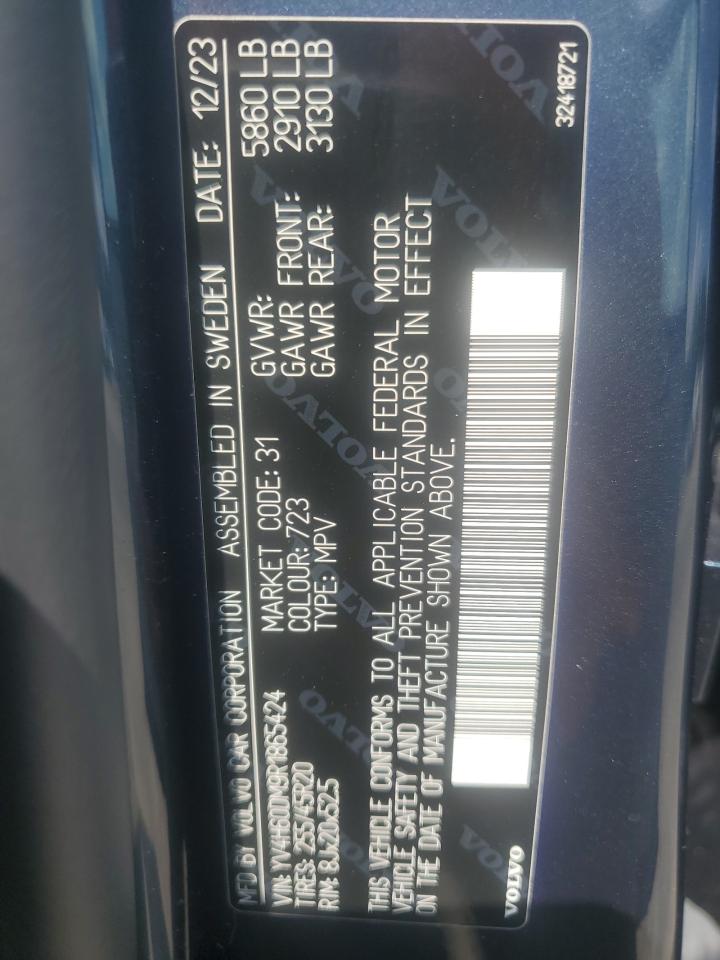 MFD BY VOLVO CAR CORPORATION ASSEMBLED IN SWEDEN DATE: 12/23
VIN: YV4H60DM9R1865424 MARKET CODE: 31 GVWR: 5860 LB
TIRES: 255/45R20 COLOUR: 723 GAWR FRONT: 2910 LB
RIM: 8Jx20x52.5 TYPE: MPV GAWR REAR: 3130 LB
THIS VEHICLE CONFORMS TO ALL APPLICABLE FEDERAL MOTOR
VEHICLE SAFETY AND THEFT PREVENTION STANDARDS IN EFFECT
ON THE DATE OF MANUFACTURE SHOWN ABOVE.
VOLVO 32418721